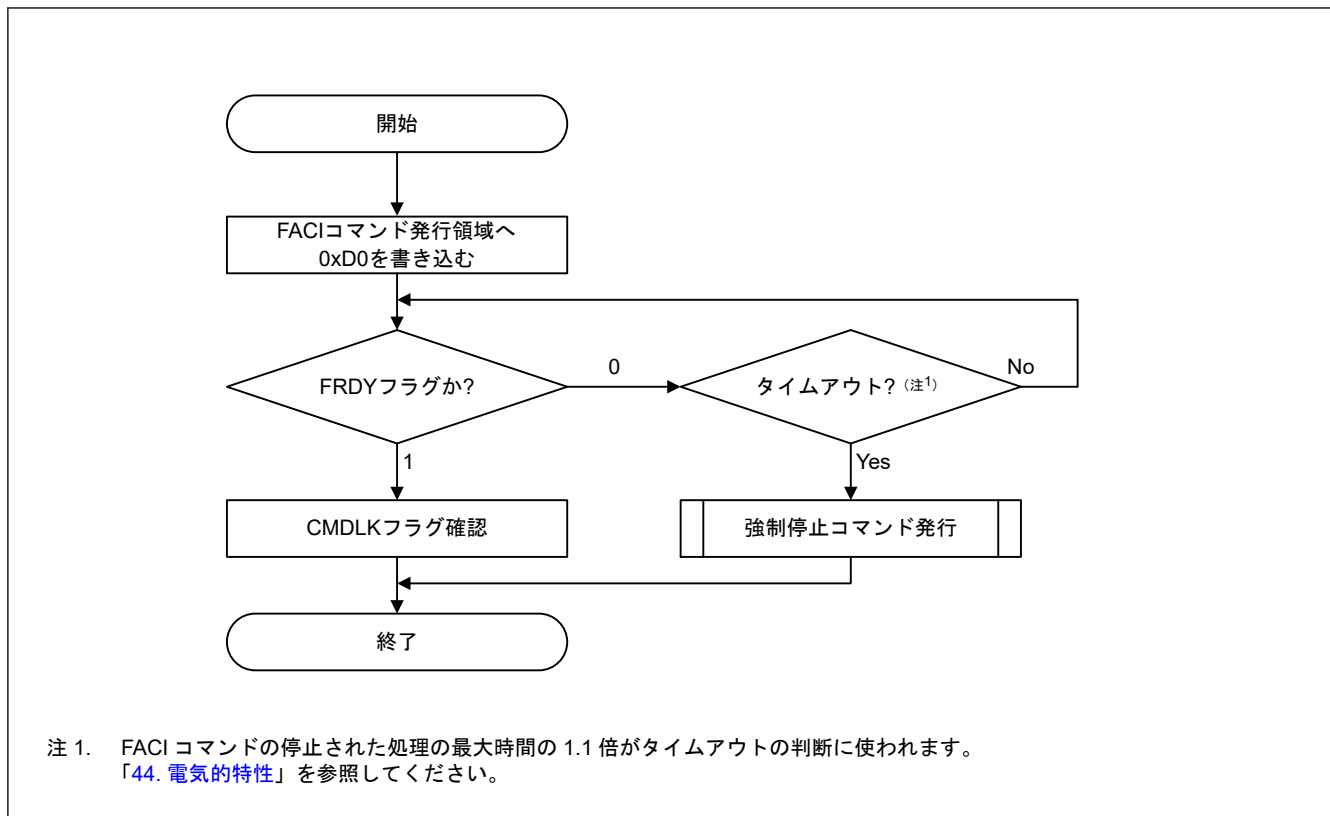 開始
FACIコマンド発行領域へ
0xD0を書き込む
FRDYフラグか?
0
タイムアウト? (注1)
No
1
Yes
CMDLKフラグ確認
強制停止コマンド発行
終了
注 1. FACI コマンドの停止された処理の最大時間の 1.1 倍がタイムアウトの判断に使われます。
「44. 電気的特性」を参照してください。